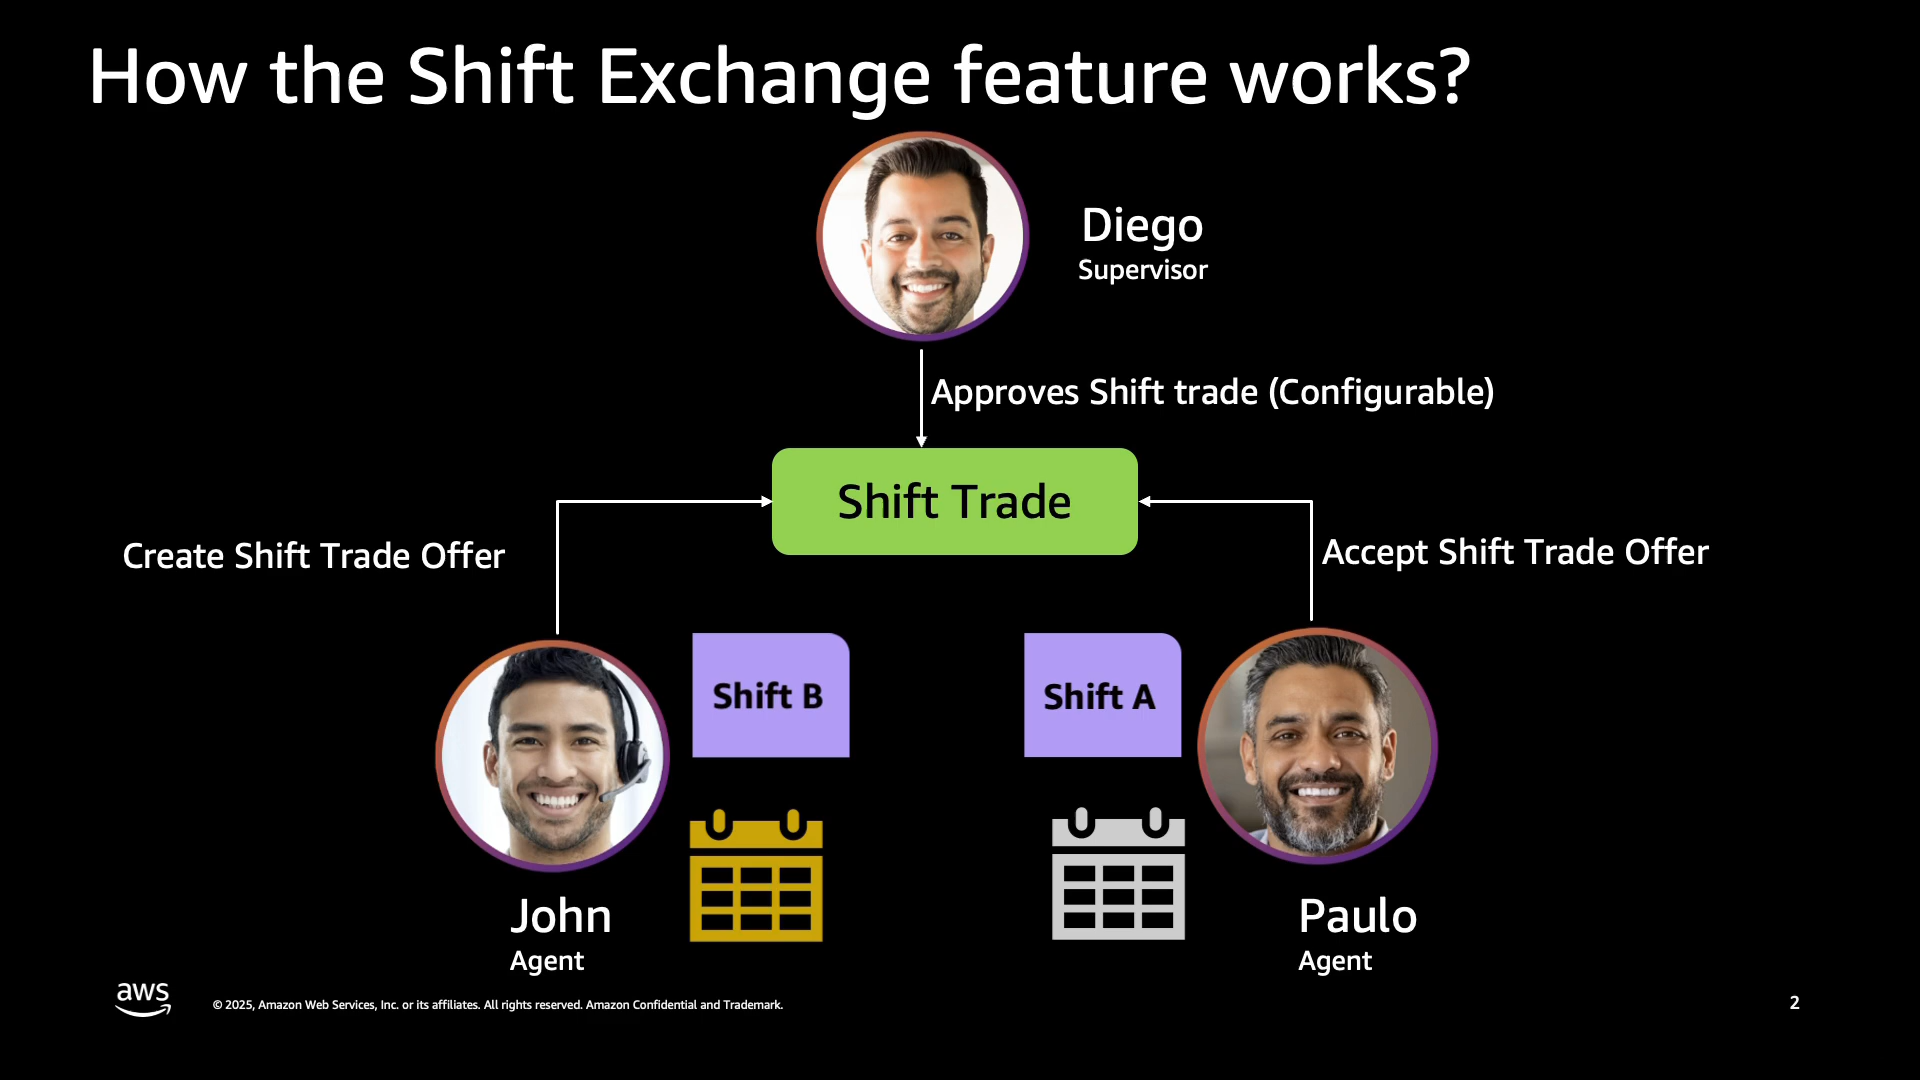 How the Shift Exchange feature works?
Diego
Supervisor
Approves Shift trade (Configurable)
Shift Trade
Create Shift Trade Offer
Accept Shift Trade Offer
Shift B
Shift A
John
Agent
Paulo
Agent
aws
© 2025, Amazon Web Services, Inc. or its affiliates. All rights reserved. Amazon Confidential and Trademark.
2